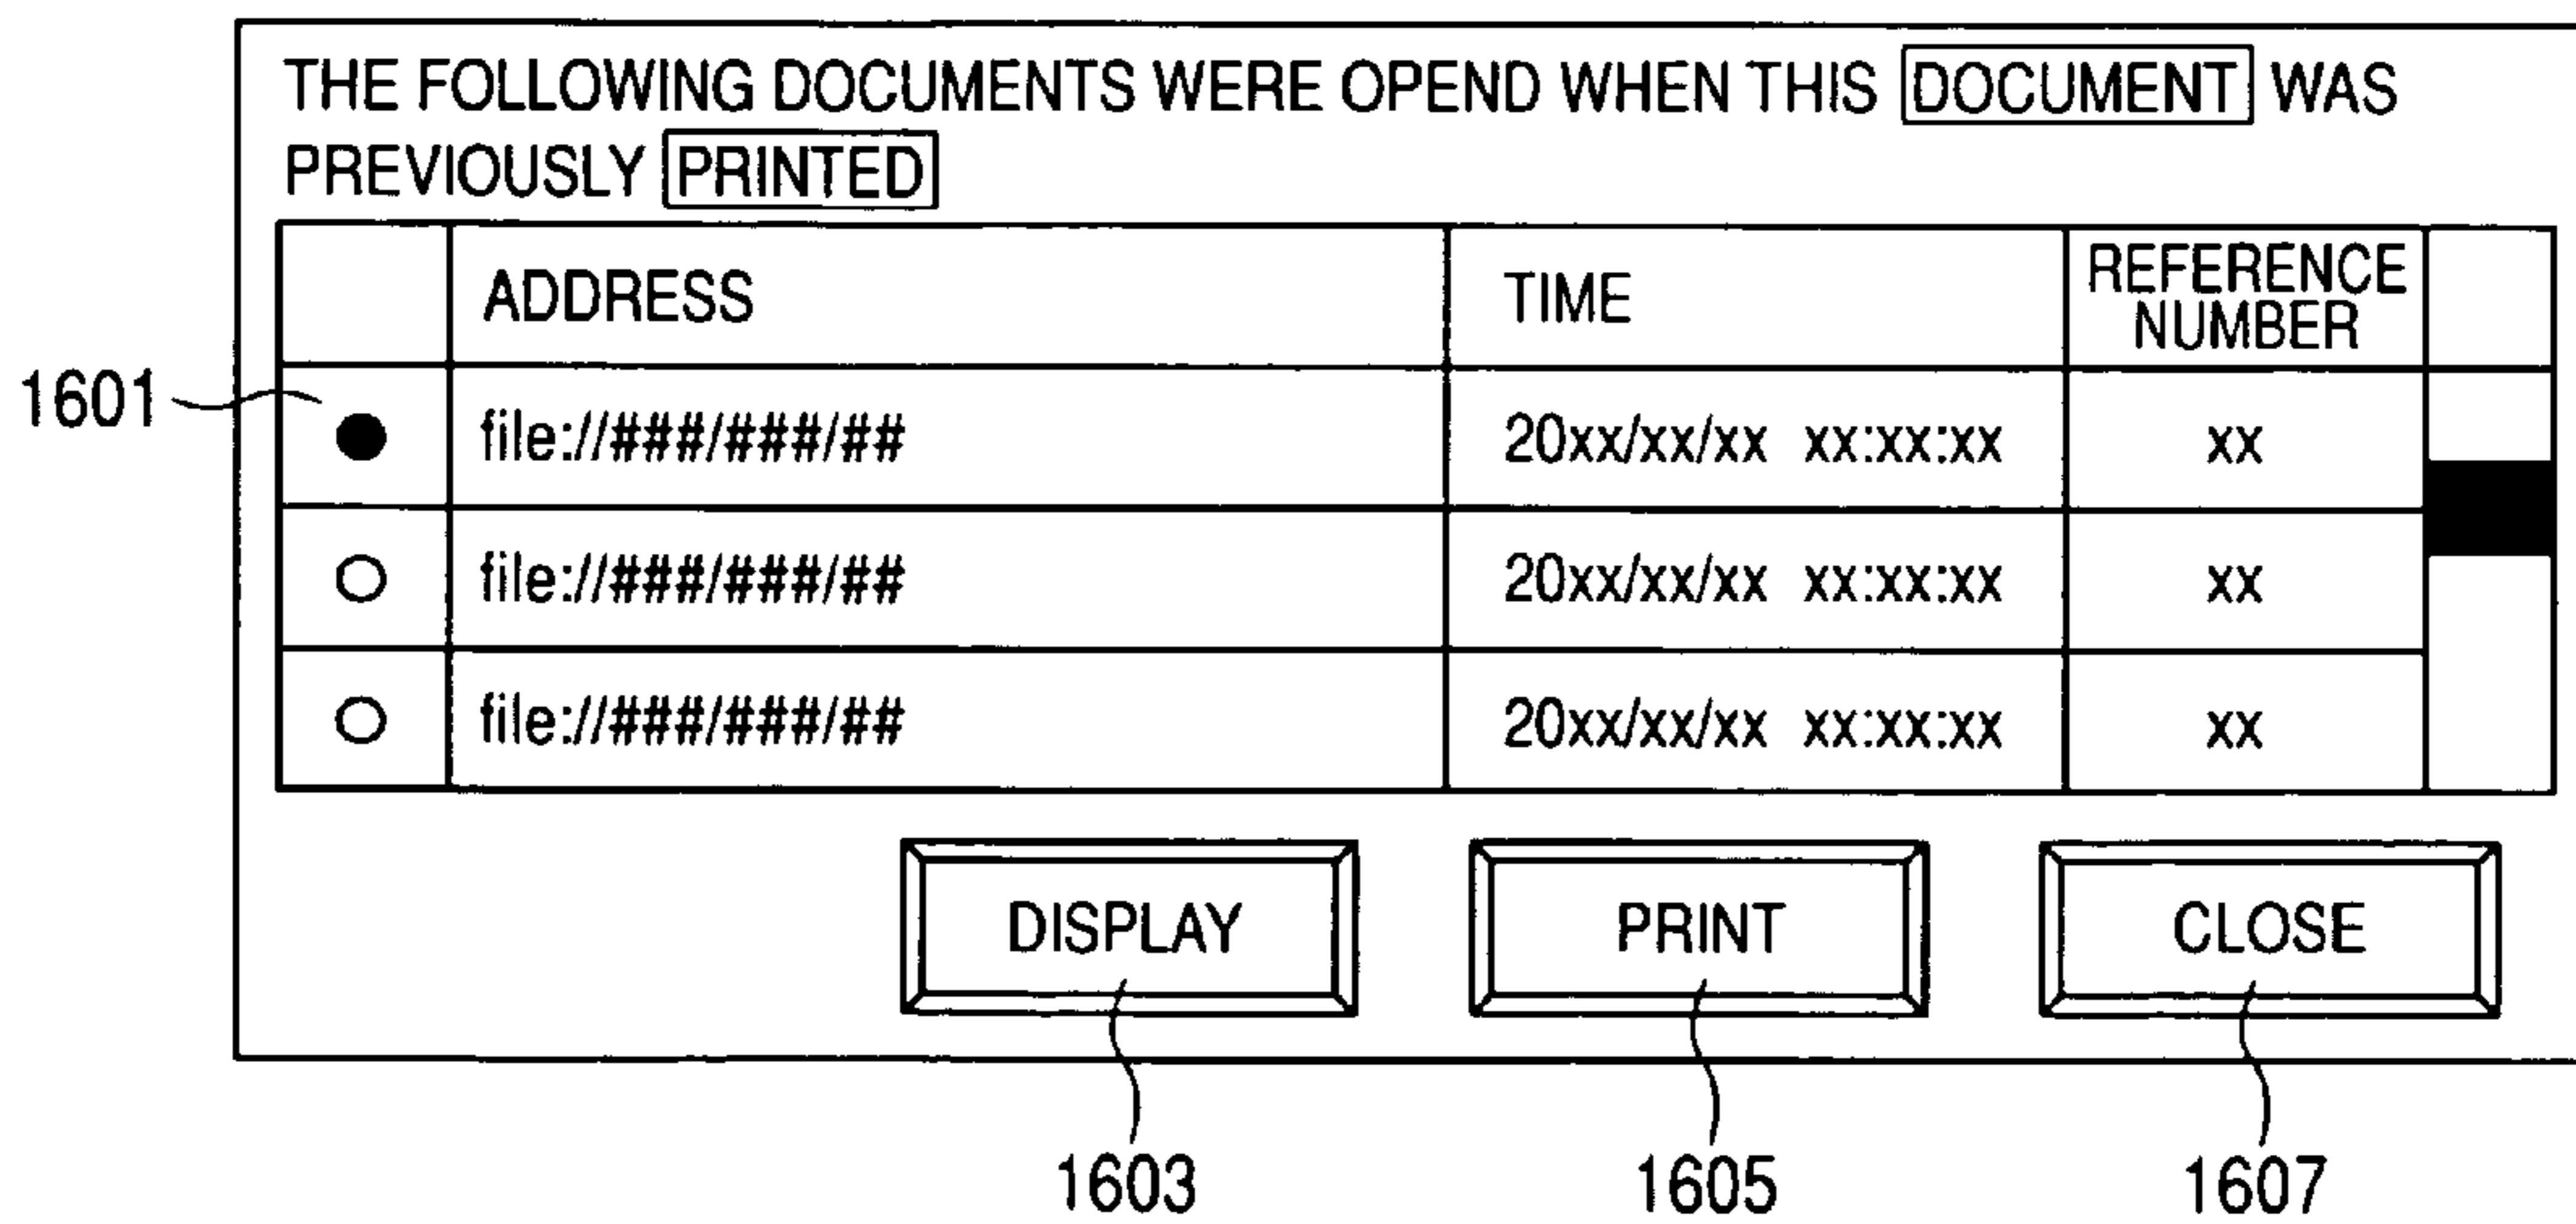 THE FOLLOWING DOCUMENTS WERE OPEND WHEN THIS DOCUMENT WAS
PREVIOUSLY PRINTED
ADDRESS TIME REFERENCE NUMBER
1601
file://###/###/## 20xx/xx/xx xx:xx:xx xx
file://###/###/## 20xx/xx/xx xx:xx:xx xx
file://###/###/## 20xx/xx/xx xx:xx:xx xx
DISPLAY PRINT CLOSE
1603 1605 1607